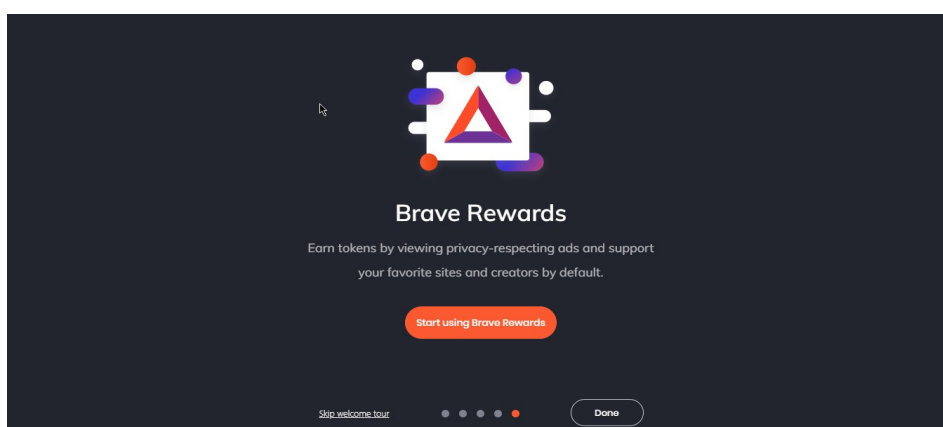 Brave Rewards
Earn tokens by viewing privacy-respecting ads and support
your favorite sites and creators by default.
Start using Brave Rewards
Skip welcome tour
Done